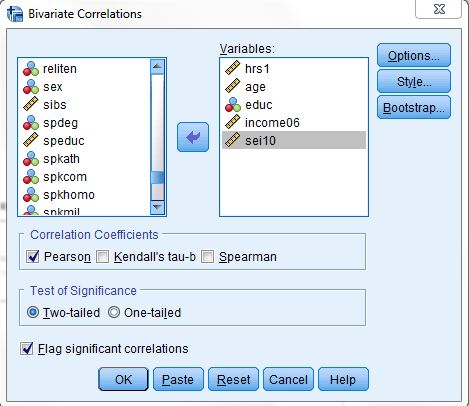 Bivariate Correlations
Variables:
reliten
sex
sibs
spdeg
speduc
spkath
spkcom
spkhomo
spkmil
hrs1
age
educ
income06
sei10
Options...
Style...
Bootstrap...
Correlation Coefficients
Pearson Kendall's tau-b Spearman
Test of Significance
Two-tailed One-tailed
Flag significant correlations
OK Paste Reset Cancel Help